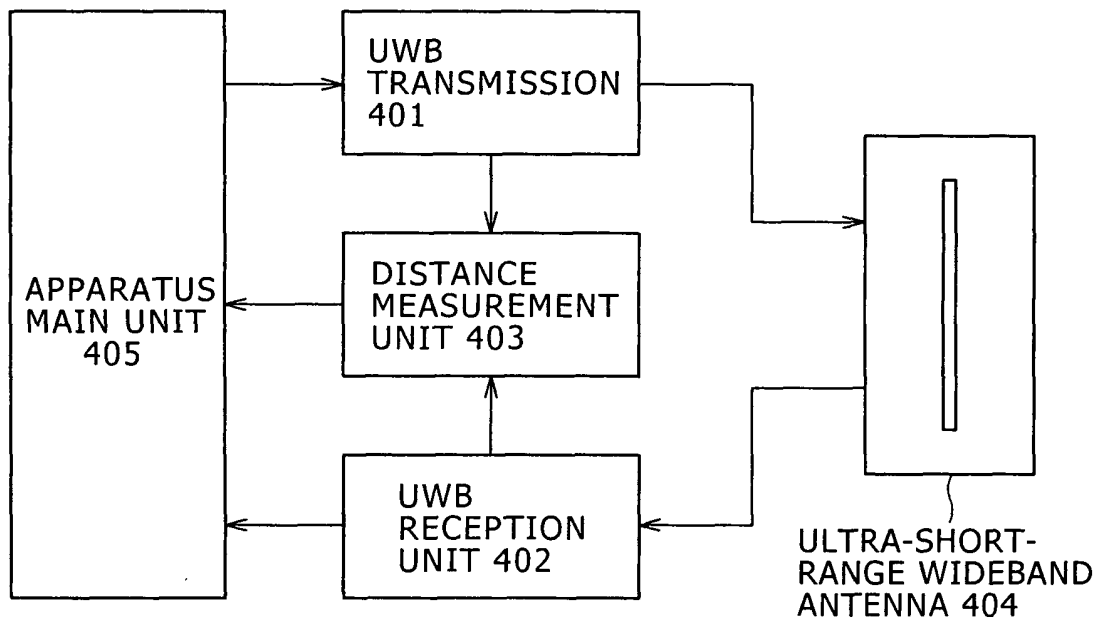 UWB
TRANSMISSION
401
APPARATUS
MAIN UNIT
405
DISTANCE
MEASUREMENT
UNIT 403
UWB
RECEPTION
UNIT 402
ULTRA-SHORT-
RANGE WIDEBAND
ANTENNA 404